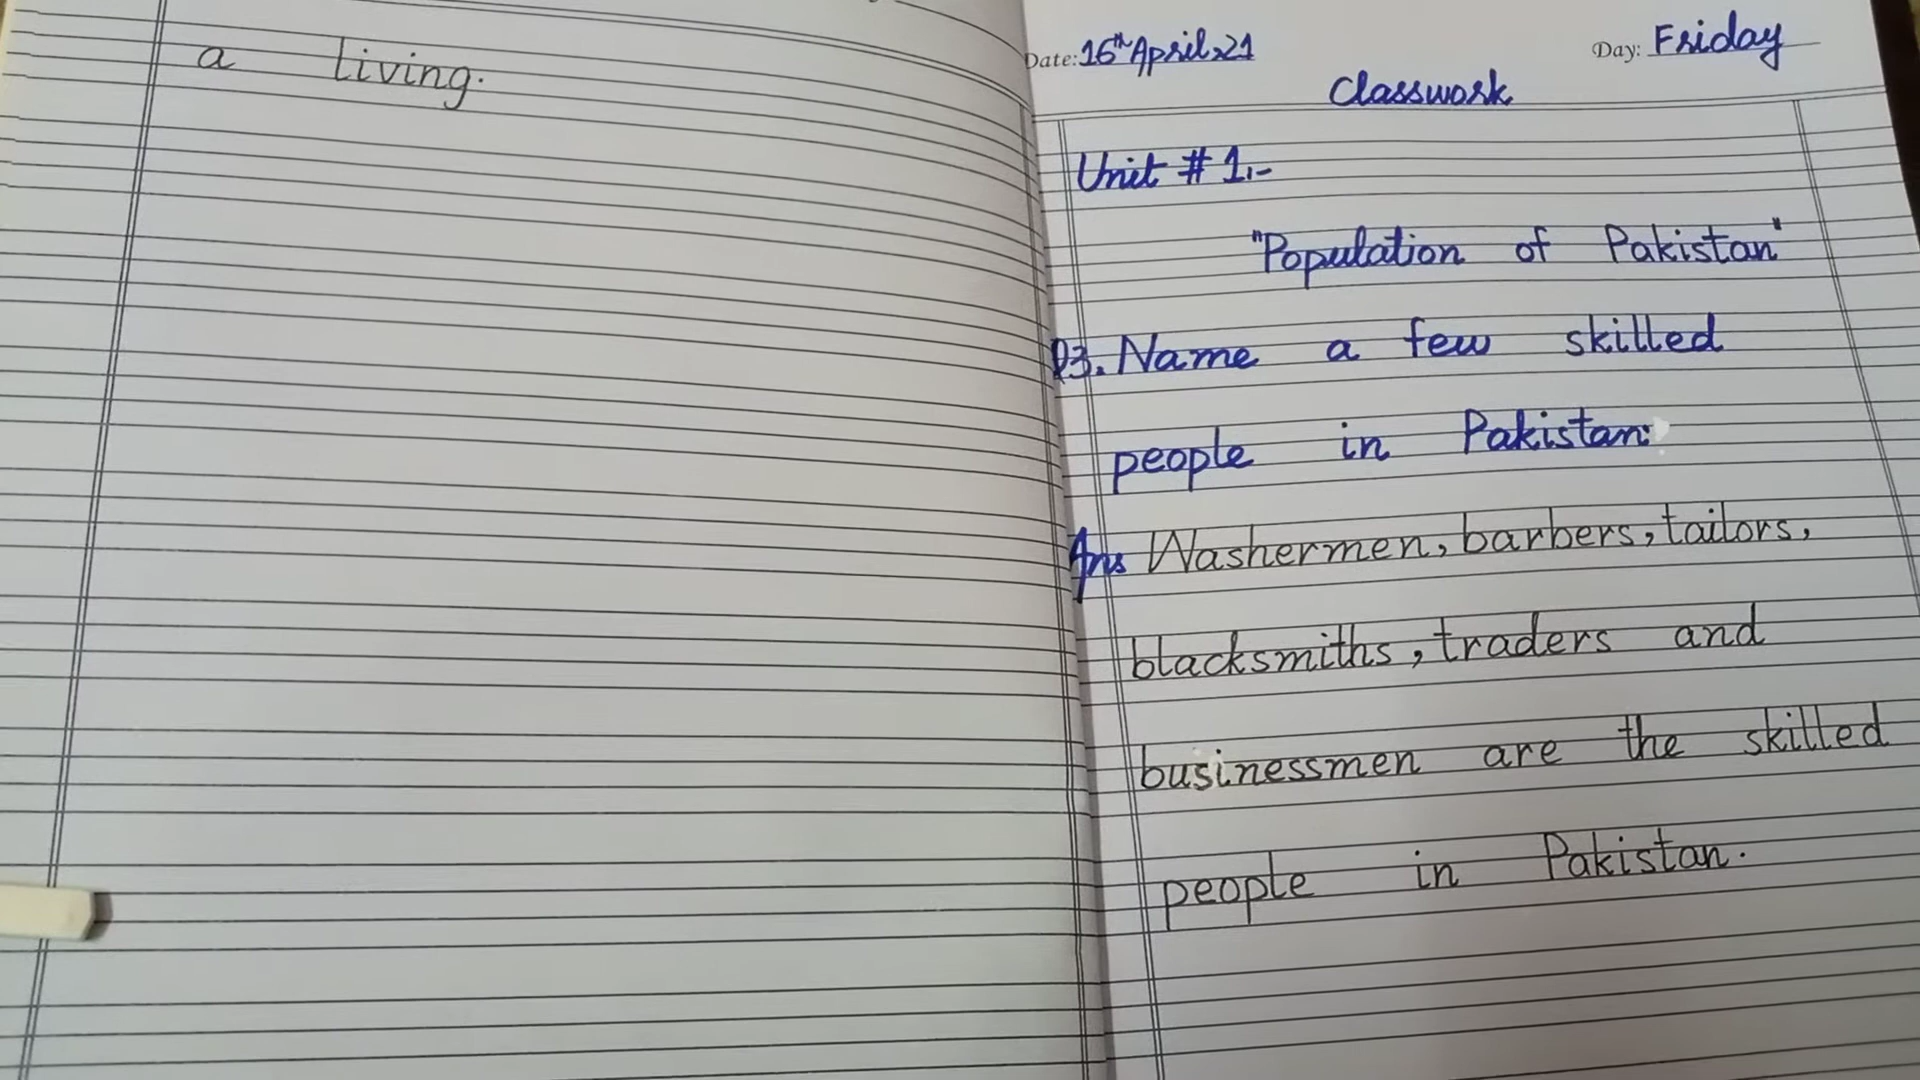 a living.
Date: 16th April, 21 Day: Friday
Classwork
Unit # 1:-
"Population of Pakistan"
Q3. Name a few skilled
people in Pakistan.
Ans Washermen, barbers, tailors,
blacksmiths, traders and
businessmen are the skilled
people in Pakistan.